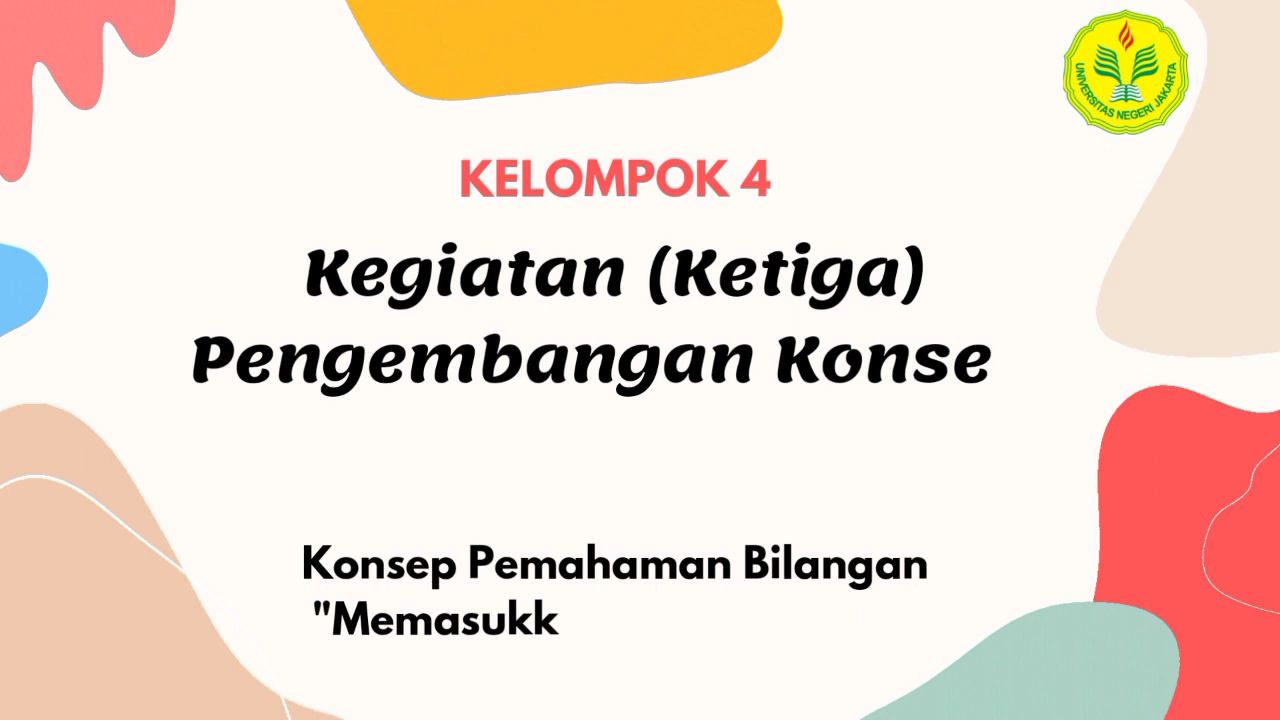 UNIVERSITAS NEGERI JAKARTA
KELOMPOK 4
Kegiatan (Ketiga)
Pengembangan Konse
Konsep Pemahaman Bilangan
"Memasukk